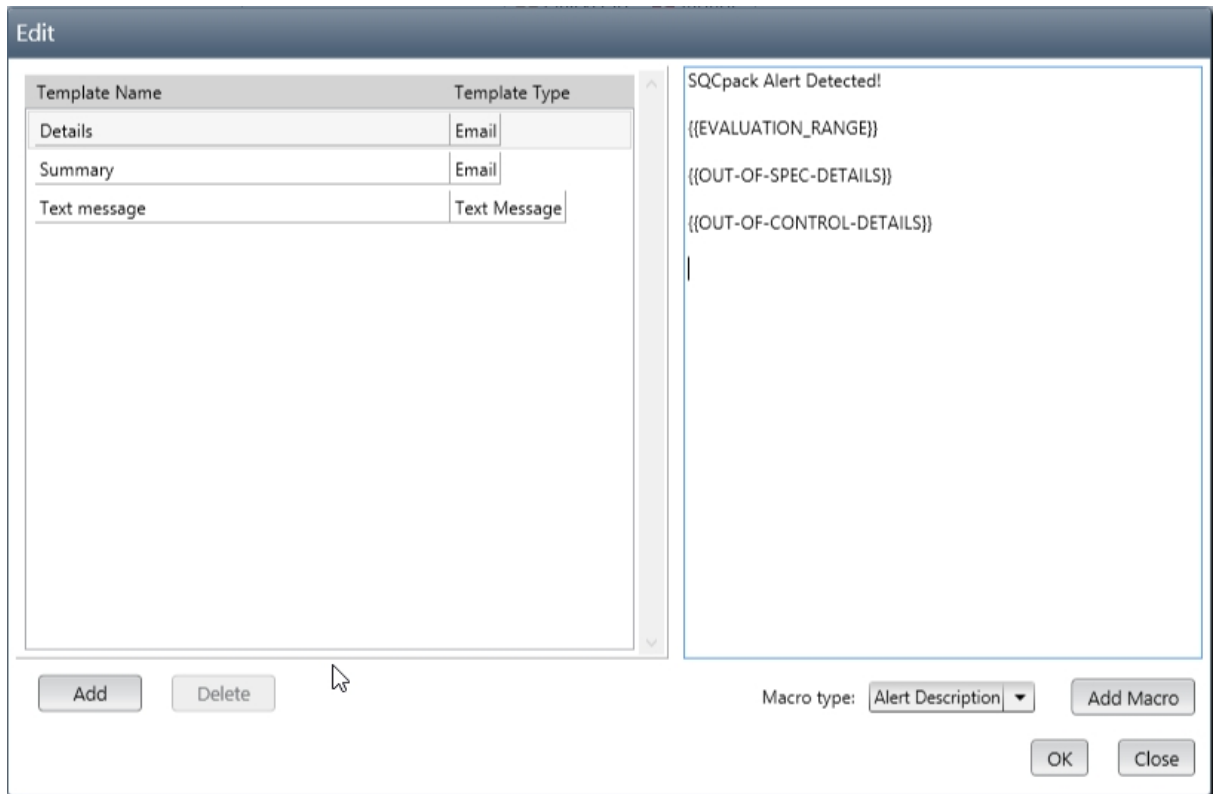 Edit
Template Name Template Type
Details Email
Summary Email
Text message Text Message
SQCpack Alert Detected!
{{EVALUATION_RANGE}}
{{OUT-OF-SPEC-DETAILS}}
{{OUT-OF-CONTROL-DETAILS}}
Add Delete
Macro type: Alert Description Add Macro
OK Close